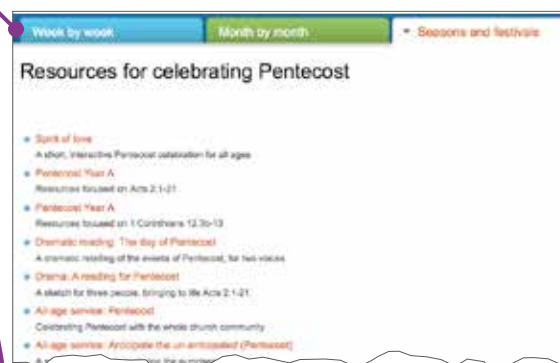 Week by week
Month by month
Seasons and festivals
Resources for celebrating Pentecost
Spirit of love
A short, interactive Pentecost celebration for all ages
Pentecost Year A
Resources focused on Acts 2.1-21
Pentecost Year A
Resources focused on 1 Corinthians 12.3b-13
Dramatic reading: The day of Pentecost
A dramatic retelling of the events of Pentecost, for two voices
Drama: A reading for Pentecost
A sketch for three people, bringing to life Acts 2.1-21.
All-age service: Pentecost
Celebrating Pentecost with the whole church community
All-age service: Anticipate the un-anticipated (Pentecost)